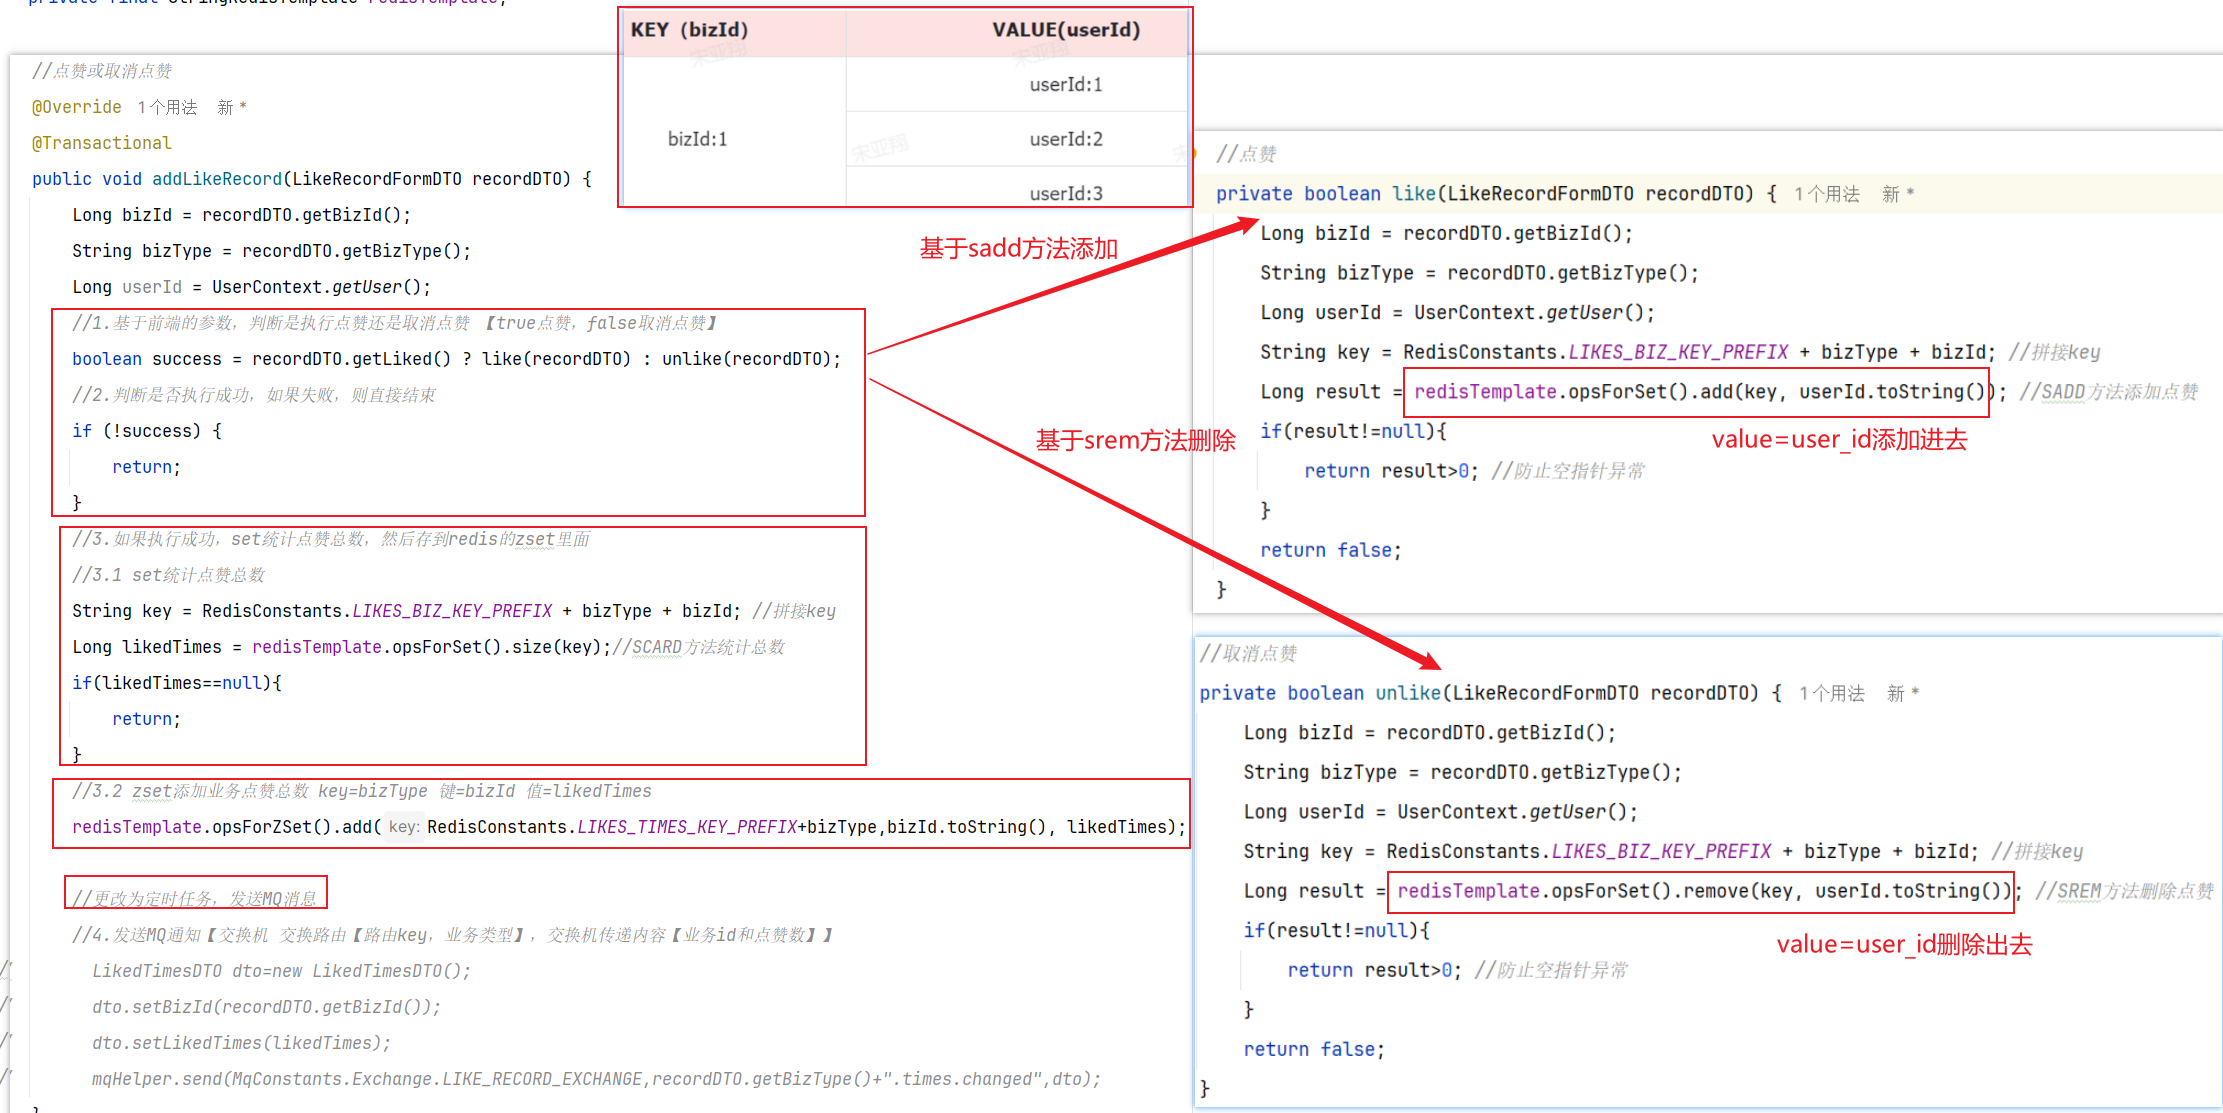 private final StringRedisTemplate redisTemplate;
//点赞或取消点赞
@Override 1个用法 新 *
@Transactional
public void addLikeRecord(LikeRecordFormDTO recordDTO) {
Long bizId = recordDTO.getBizId();
String bizType = recordDTO.getBizType();
Long userId = UserContext.getUser();
//1.基于前端的参数，判断是执行点赞还是取消点赞 【true点赞，false取消点赞】
boolean success = recordDTO.getLiked() ? like(recordDTO) : unlike(recordDTO);
//2.判断是否执行成功，如果失败，则直接结束
if (!success) {
return;
}
//3.如果执行成功，set统计点赞总数，然后存到redis的zset里面
//3.1 set统计点赞总数
String key = RedisConstants.LIKES_BIZ_KEY_PREFIX + bizType + bizId; //拼接key
Long likedTimes = redisTemplate.opsForSet().size(key);//SCARD方法统计总数
if(likedTimes==null){
return;
}
//3.2 zset添加业务点赞总数 key=bizType 键=bizId 值=likedTimes
redisTemplate.opsForZSet().add( key: RedisConstants.LIKES_TIMES_KEY_PREFIX+bizType,bizId.toString(), likedTimes);
//更改为定时任务，发送MQ消息
//4.发送MQ通知【交换机 交换路由【路由key，业务类型】，交换机传递内容【业务id和点赞数】】
// LikedTimesDTO dto=new LikedTimesDTO();
// dto.setBizId(recordDTO.getBizId());
// dto.setLikedTimes(likedTimes);
// mqHelper.send(MqConstants.Exchange.LIKE_RECORD_EXCHANGE,recordDTO.getBizType()+".times.changed",dto);
}
KEY（bizId） VALUE(userId)
宋亚翔 宋亚翔
userId:1
bizId:1 userId:2
宋亚翔
userId:3
基于sadd方法添加
基于srem方法删除
//点赞
private boolean like(LikeRecordFormDTO recordDTO) { 1个用法 新 *
Long bizId = recordDTO.getBizId();
String bizType = recordDTO.getBizType();
Long userId = UserContext.getUser();
String key = RedisConstants.LIKES_BIZ_KEY_PREFIX + bizType + bizId; //拼接key
Long result = redisTemplate.opsForSet().add(key, userId.toString()); //SADD方法添加点赞
if(result!=null){
value=user_id添加进去
return result>0; //防止空指针异常
}
return false;
}
//取消点赞
private boolean unlike(LikeRecordFormDTO recordDTO) { 1个用法 新 *
Long bizId = recordDTO.getBizId();
String bizType = recordDTO.getBizType();
Long userId = UserContext.getUser();
String key = RedisConstants.LIKES_BIZ_KEY_PREFIX + bizType + bizId; //拼接key
Long result = redisTemplate.opsForSet().remove(key, userId.toString()); //SREM方法删除点赞
if(result!=null){
value=user_id删除出去
return result>0; //防止空指针异常
}
return false;
}